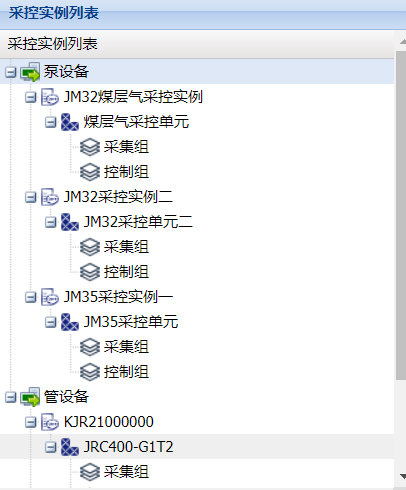 采控实例列表
采控实例列表
泵设备
JM32煤层气采控实例
煤层气采控单元
采集组
控制组
JM32采控实例二
JM32采控单元二
采集组
控制组
JM35采控实例一
JM35采控单元
采集组
控制组
管设备
KJR21000000
JRC400-G1T2
采集组